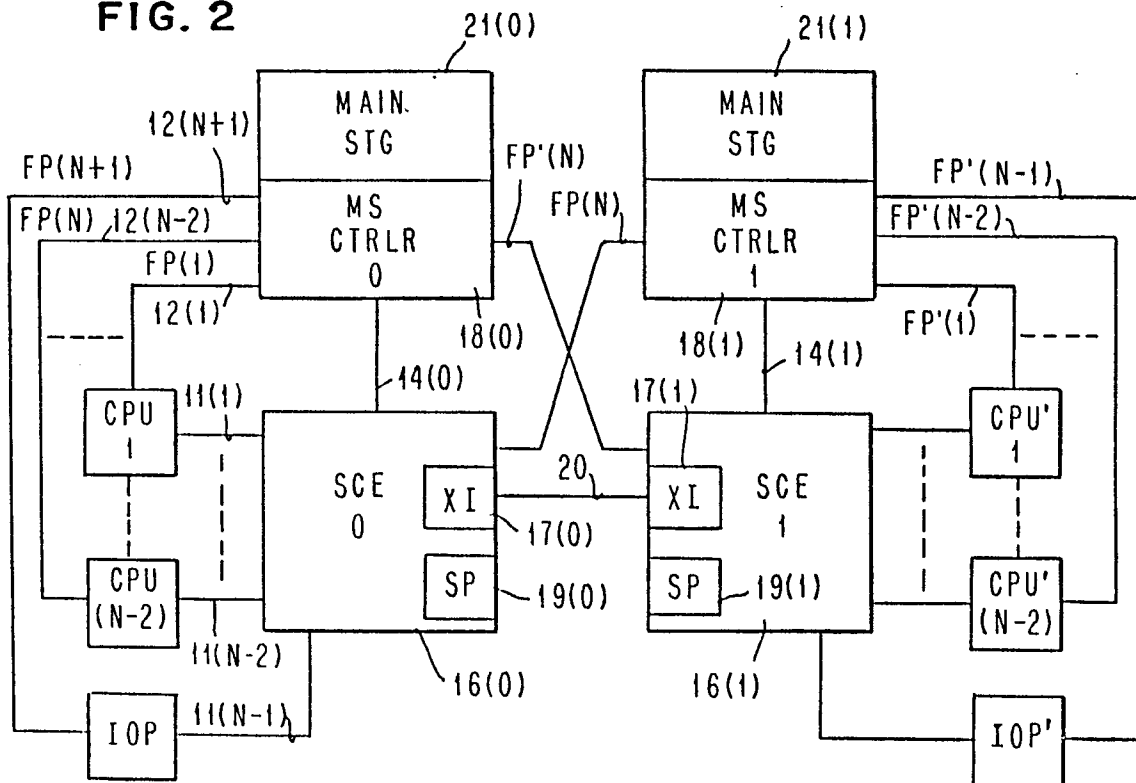 FIG. 2
21(0)
21(1)
MAIN.
STG
MAIN
STG
12(N+1)
FP(N+1)
FP'(N)
FP(N)
FP'(N-1)
FP(N)
12(N-2)
MS
CTRLR
0
MS
CTRLR
1
FP'(N-2)
FP(1)
12(1)
18(0)
18(1)
FP'(1)
14(0)
14(1)
17(1)
CPU
1
11(1)
SCE
0
XI
20
XI
SCE
1
CPU'
1
17(0)
CPU
(N-2)
SP
19(0)
SP
19(1)
CPU'
(N-2)
11(N-2)
16(0)
16(1)
IOP
11(N-1)
IOP'